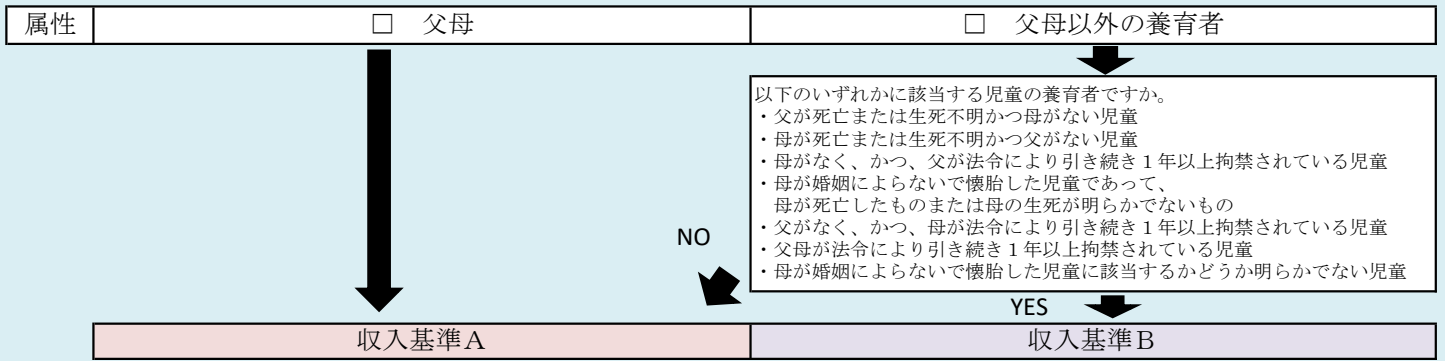 属性
□ 父母
□ 父母以外の養育者
以下のいずれかに該当する児童の養育者ですか。
・父が死亡または生死不明かつ母がない児童
・母が死亡または生死不明かつ父がない児童
・母がなく、かつ、父が法令により引き続き１年以上拘禁されている児童
・母が婚姻によらないで懐胎した児童であって、
母が死亡したものまたは母の生死が明らかでないもの
・父がなく、かつ、母が法令により引き続き１年以上拘禁されている児童
・父母が法令により引き続き１年以上拘禁されている児童
・母が婚姻によらないで懐胎した児童に該当するかどうか明らかでない児童
NO
YES
収入基準Ａ
収入基準Ｂ